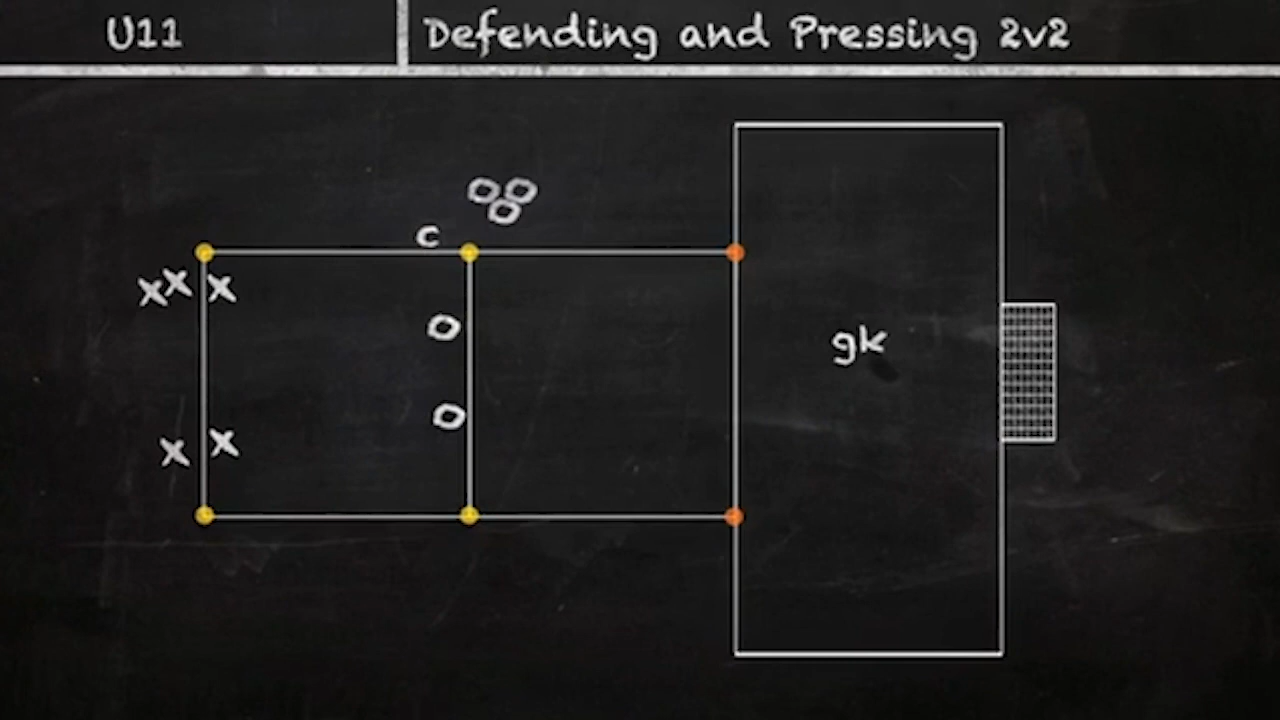 U11
Defending and Pressing 2v2
O O
O
C
X X X
O
gk
O
X X